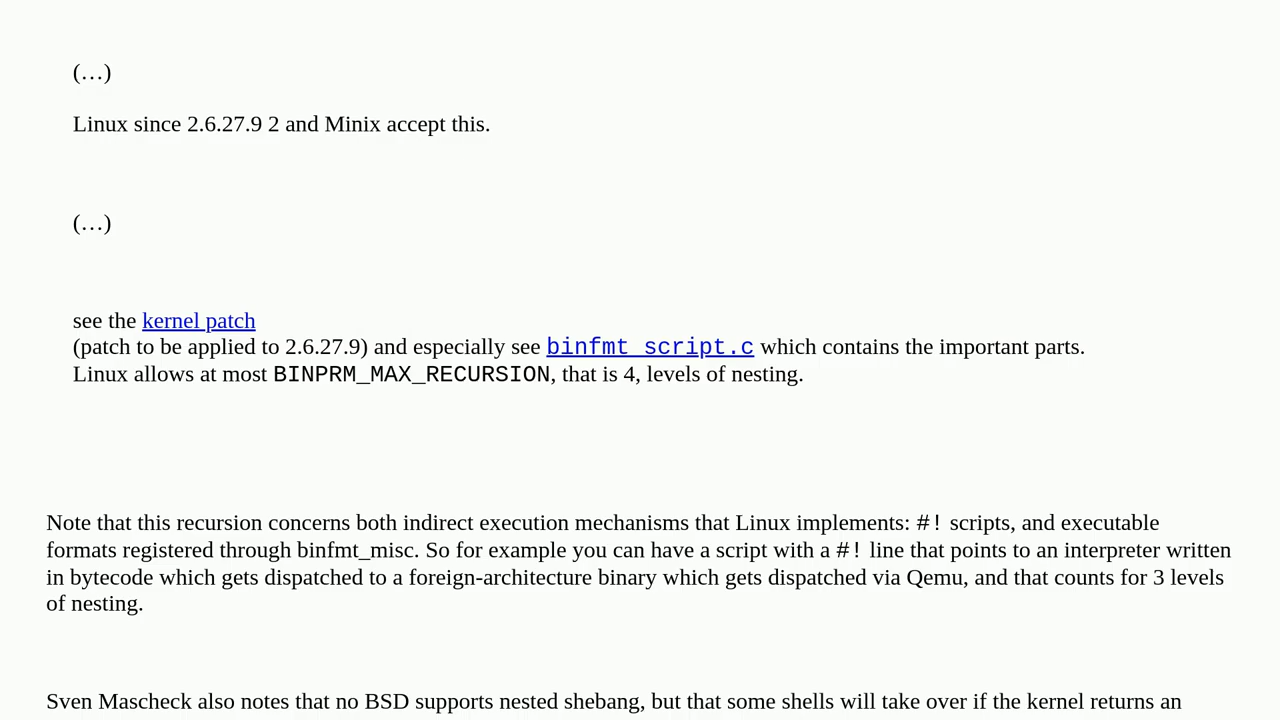 (…)
Linux since 2.6.27.9 2 and Minix accept this.
(…)
see the kernel patch
(patch to be applied to 2.6.27.9) and especially see binfmt_script.c which contains the important parts.
Linux allows at most BINPRM_MAX_RECURSION, that is 4, levels of nesting.
Note that this recursion concerns both indirect execution mechanisms that Linux implements: #! scripts, and executable
formats registered through binfmt_misc. So for example you can have a script with a #! line that points to an interpreter written
in bytecode which gets dispatched to a foreign-architecture binary which gets dispatched via Qemu, and that counts for 3 levels
of nesting.
Sven Mascheck also notes that no BSD supports nested shebang, but that some shells will take over if the kernel returns an